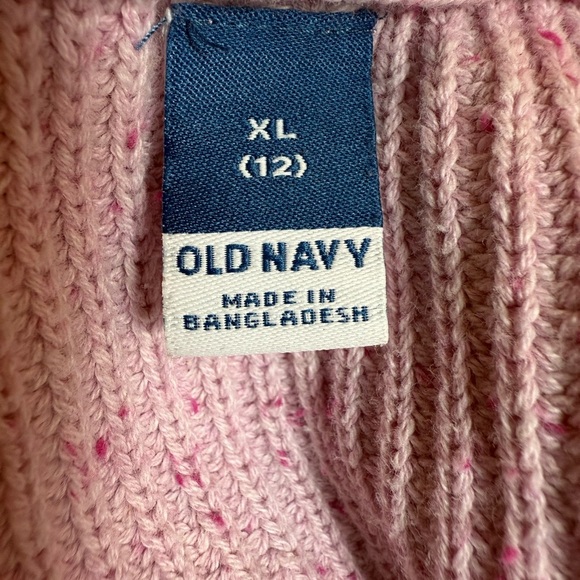 XL
(12)
OLD NAVY
MADE IN
BANGLADESH